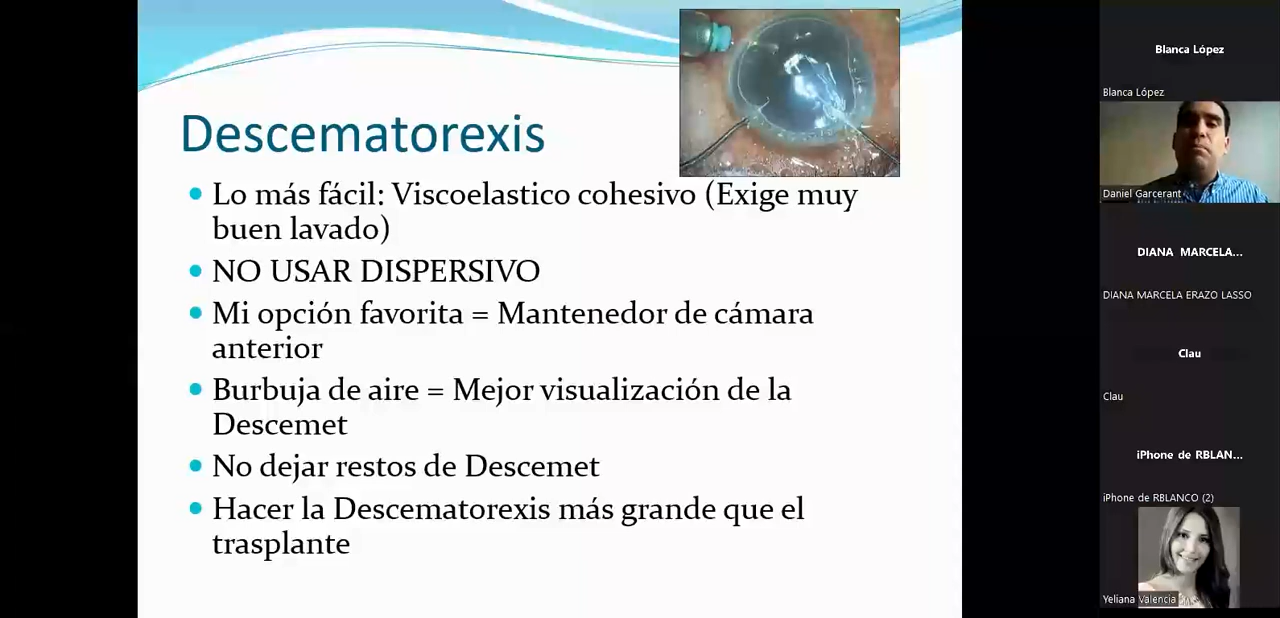 Descematorexis
Lo más fácil: Viscoelastico cohesivo (Exige muy
buen lavado)
NO USAR DISPERSIVO
Mi opción favorita = Mantenedor de cámara
anterior
Burbuja de aire = Mejor visualización de la
Descemet
No dejar restos de Descemet
Hacer la Descematorexis más grande que el
trasplante
Blanca López
Blanca López
Daniel Garcerant
DIANA MARCELA...
DIANA MARCELA ERAZO LASSO
Clau
Clau
iPhone de RBLAN...
iPhone de RBLANCO (2)
Yeliana Valencia